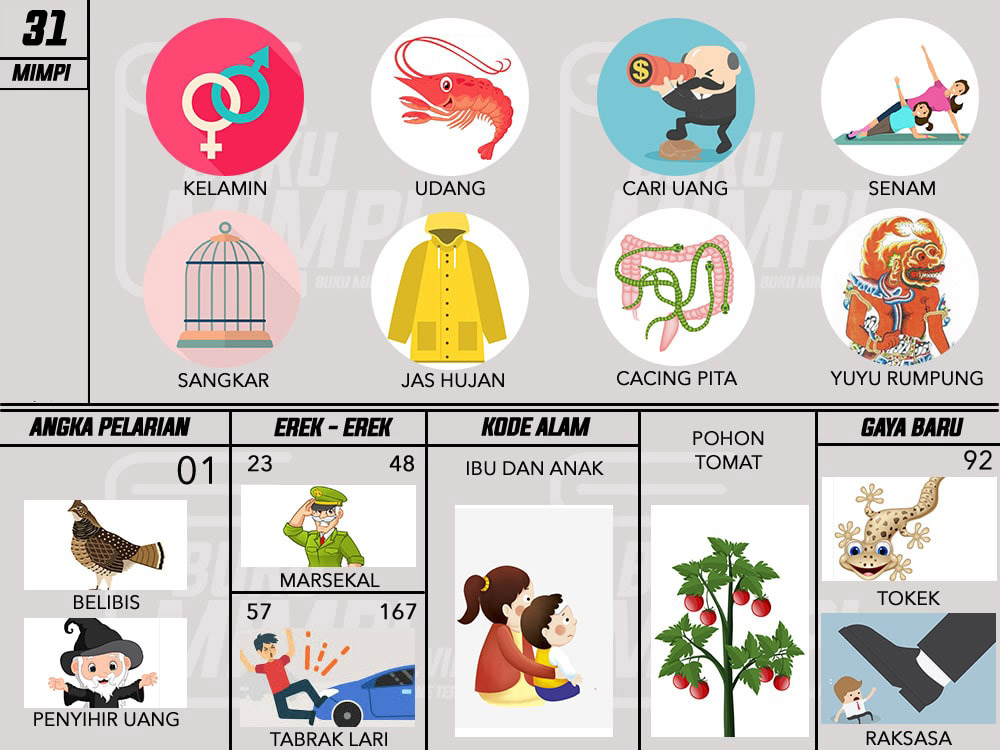 31
MIMPI
KELAMIN
UDANG
$
CARI UANG
SENAM
SANGKAR
JAS HUJAN
CACING PITA
YUYU RUMPUNG
ANGKA PELARIAN
01
BELIBIS
PENYIHIR UANG
EREK - EREK
23 48
MARSEKAL
57 167
TABRAK LARI
KODE ALAM
IBU DAN ANAK
POHON
TOMAT
GAYA BARU
92
TOKEK
RAKSASA
BUKU
MIMPI